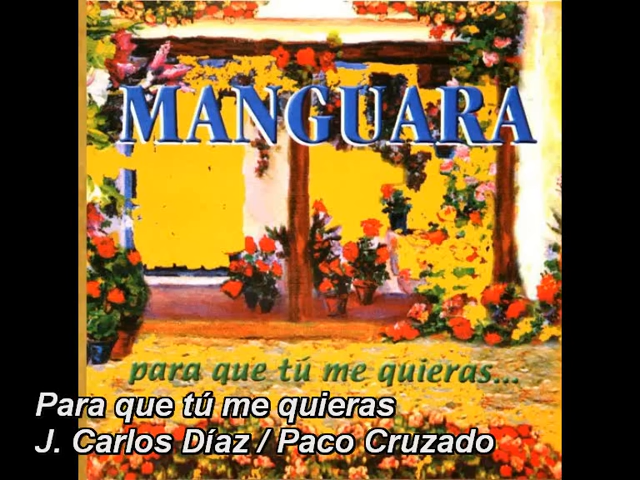 MANGUARA
para que tú me quieras...
Para que tú me quieras
J. Carlos Díaz / Paco Cruzado